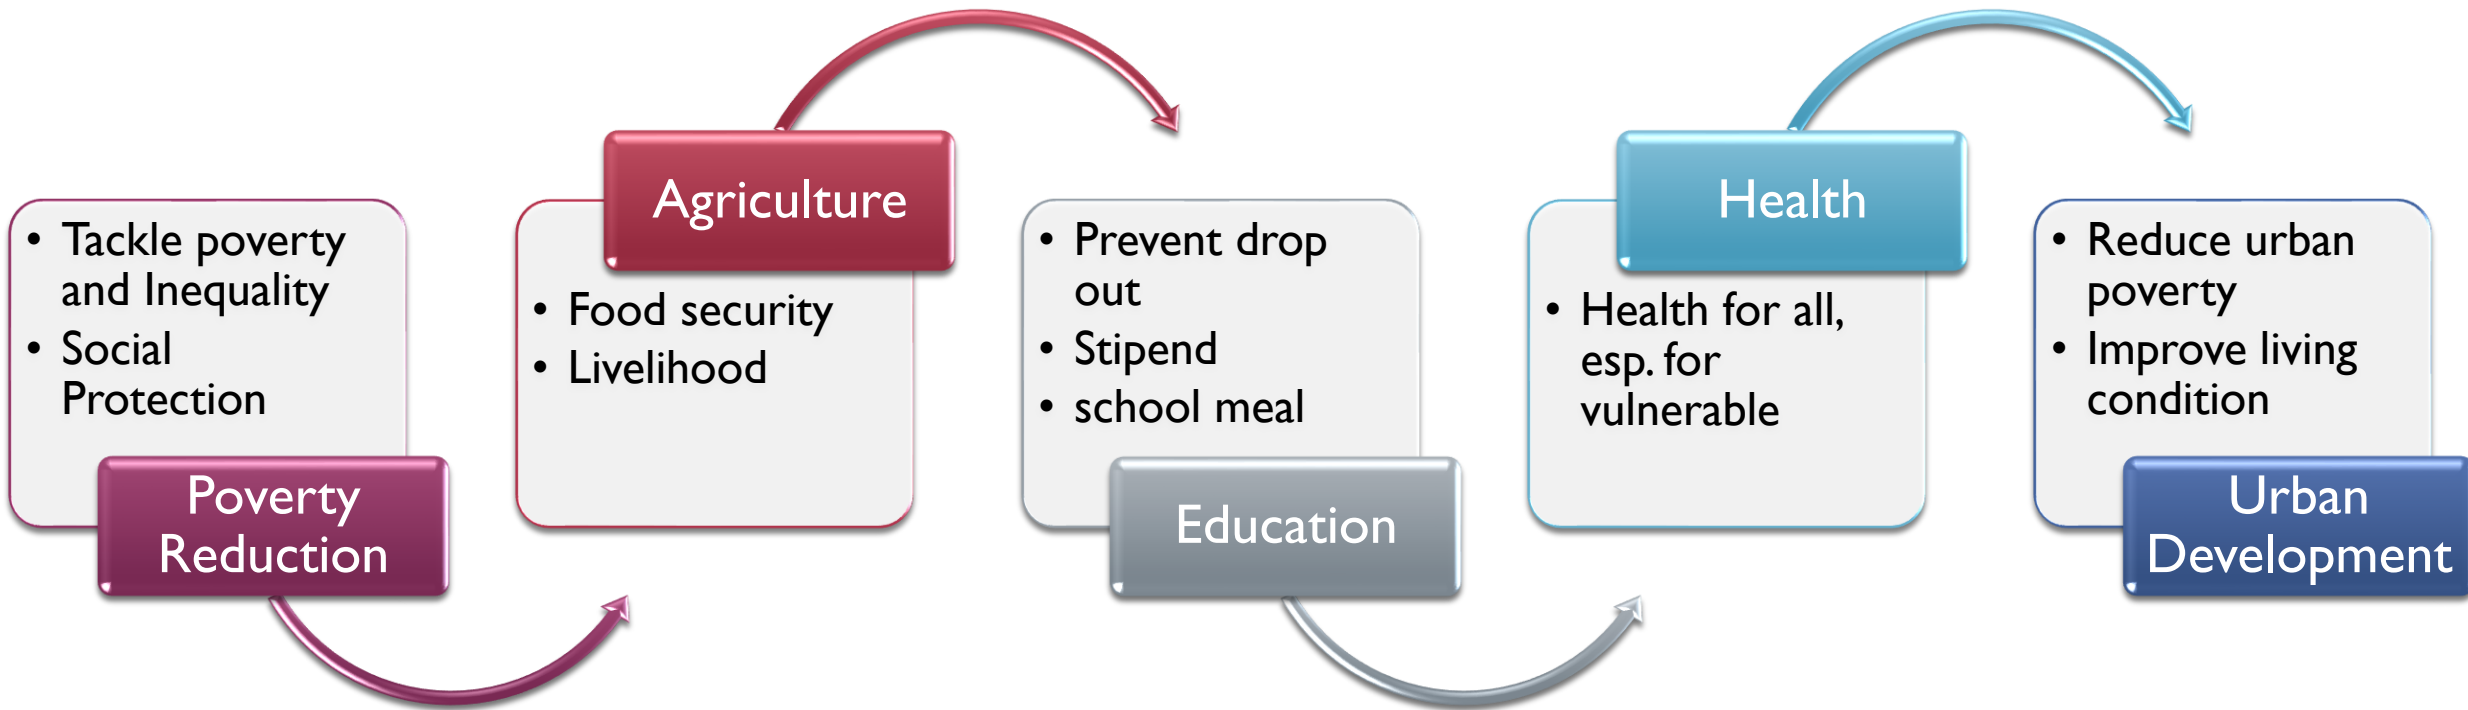 • Tackle poverty
and Inequality
• Social
Protection
Poverty
Reduction
Agriculture
• Food security
• Livelihood
• Prevent drop
out
• Stipend
• school meal
Education
Health
• Health for all,
esp. for
vulnerable
• Reduce urban
poverty
• Improve living
condition
Urban
Development